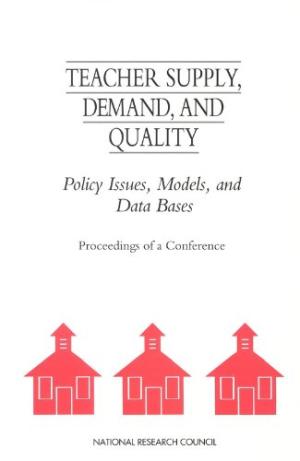 TEACHER SUPPLY,
DEMAND, AND
QUALITY
Policy Issues, Models, and
Data Bases
Proceedings of a Conference
NATIONAL RESEARCH COUNCIL